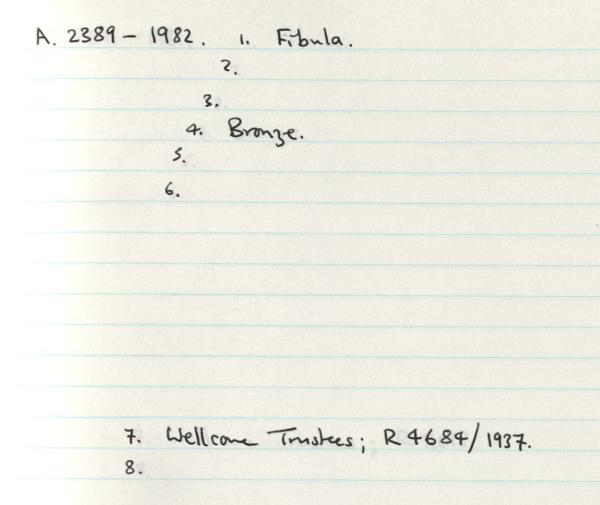 A. 2389 – 1982. 1. Fibula.
2.
3.
4. Bronze.
5.
6.
7. Wellcome Trustees; R 4684/1937.
8.